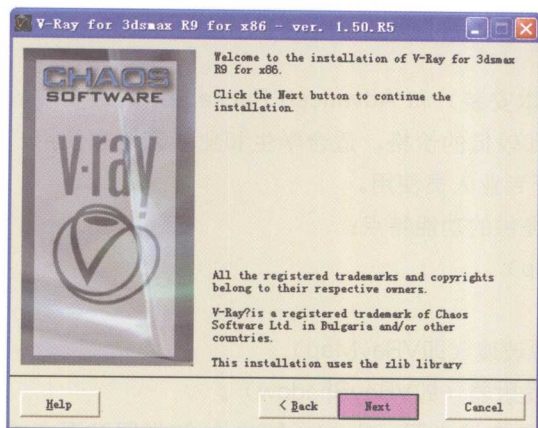 V-Ray for 3dsmax R9 for x86 - ver. 1.50.R5
CHAOS
SOFTWARE
v·ray
Welcome to the installation of V-Ray for 3dsmax
R9 for x86.
Click the Next button to continue the
installation.
All the registered trademarks and copyrights
belong to their respective owners.
V-Ray?is a registered trademark of Chaos
Software Ltd. in Bulgaria and/or other
countries.
This installation uses the zlib library
Help
< Back
Next
Cancel